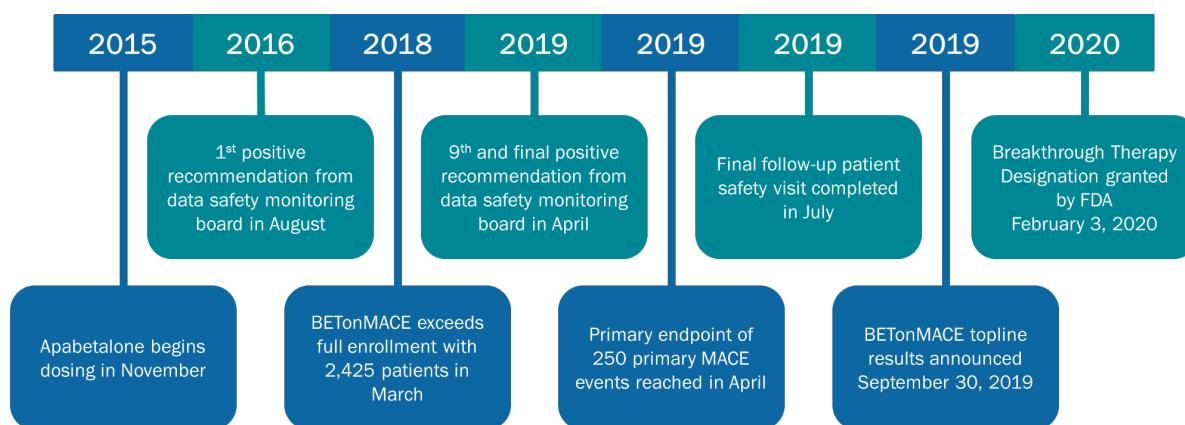 2015
2016
2018
2019
2019
2019
2019
2020
1st positive
recommendation from
data safety monitoring
board in August
9th and final positive
recommendation from
data safety monitoring
board in April
Final follow-up patient
safety visit completed
in July
Breakthrough Therapy
Designation granted
by FDA
February 3, 2020
Apabetalone begins
dosing in November
BETonMACE exceeds
full enrollment with
2,425 patients in
March
Primary endpoint of
250 primary MACE
events reached in April
BETonMACE topline
results announced
September 30, 2019